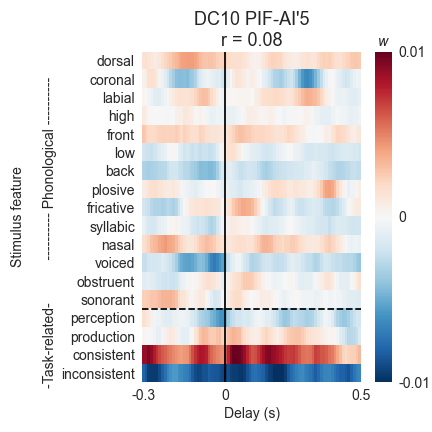 DC10 PIF-AI'5
r = 0.08
w
dorsal
coronal
labial
high
front
low
back
plosive
fricative
syllabic
nasal
voiced
obstruent
sonorant
perception
production
consistent
inconsistent
Stimulus feature
-Task-related- ---------- Phonological ----------
0.01
0
-0.01
-0.3
0
0.5
Delay (s)